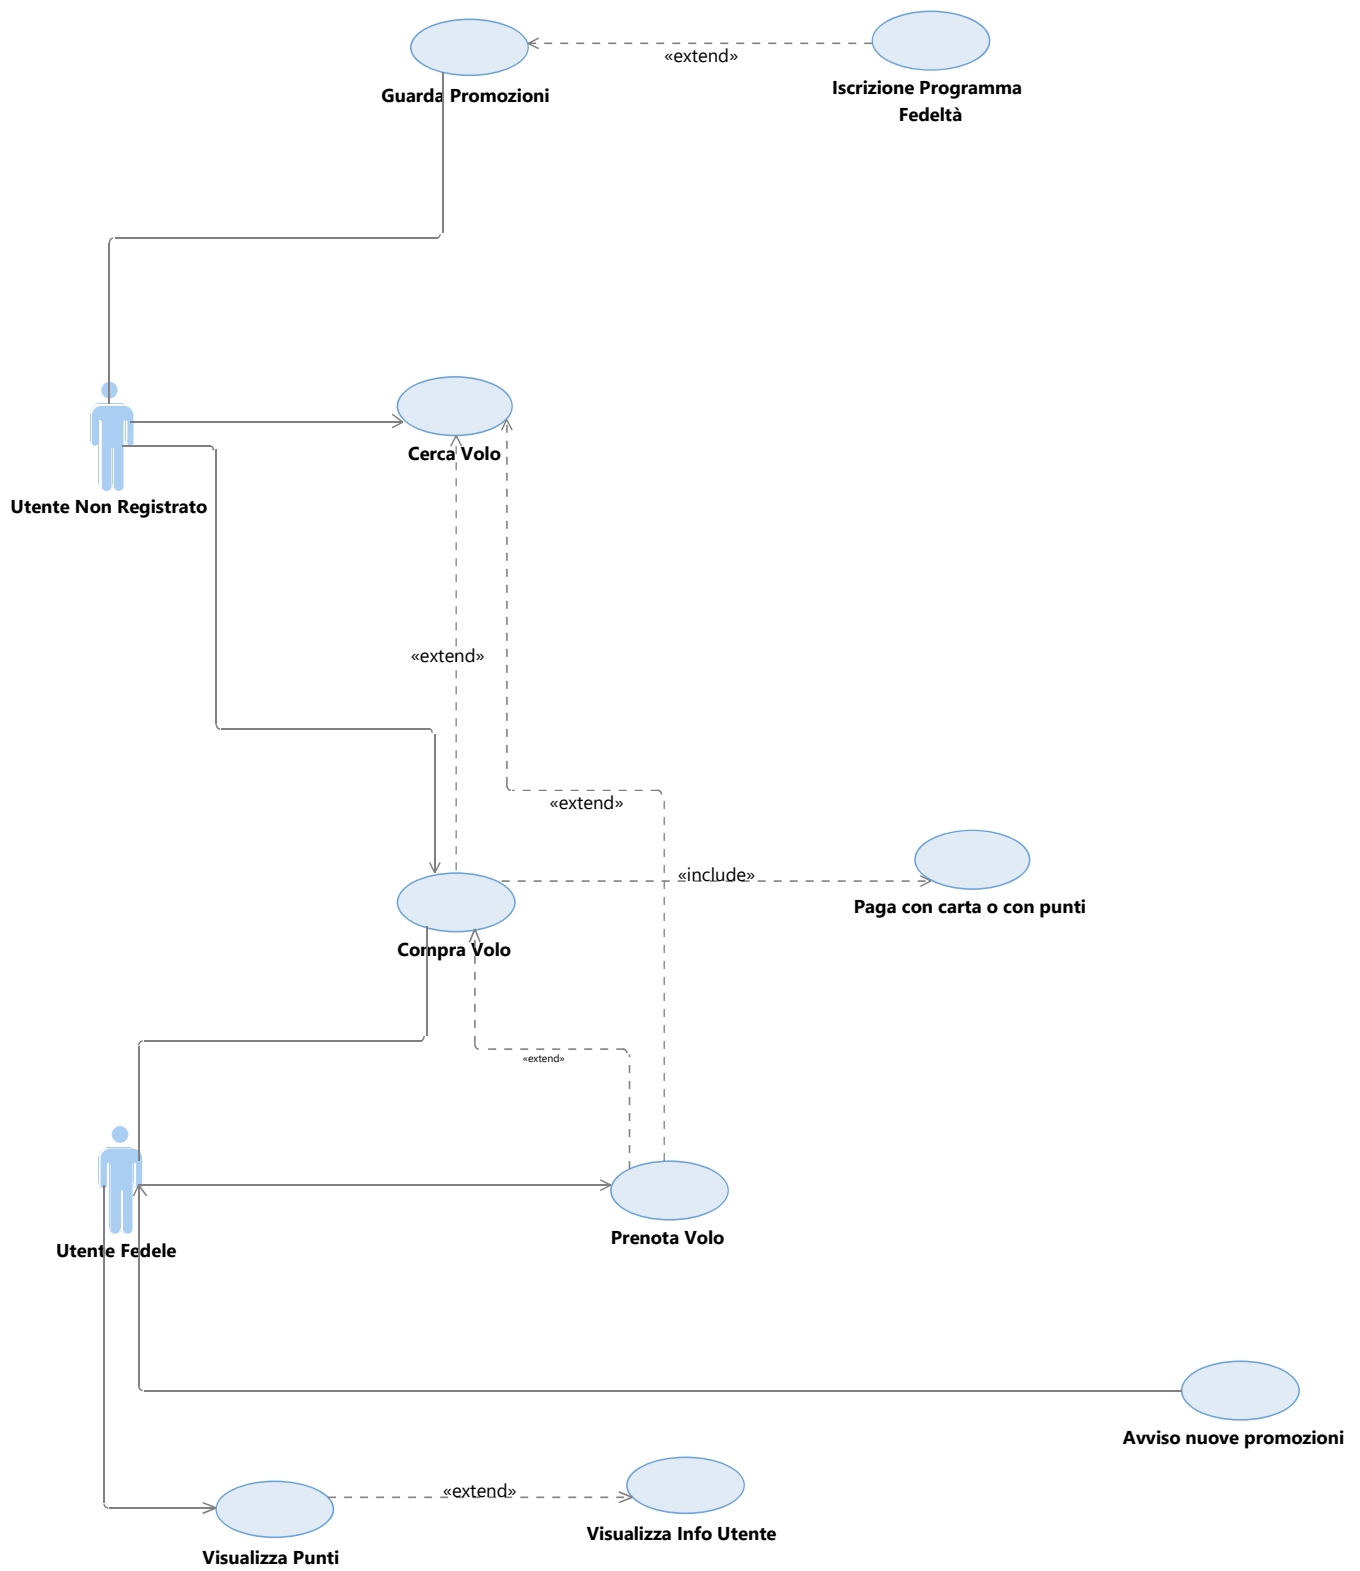 «extend»
Guarda Promozioni
Iscrizione Programma
Fedeltà
Cerca Volo
Utente Non Registrato
«extend»
«extend»
«include»
Paga con carta o con punti
Compra Volo
«extend»
Prenota Volo
Utente Fedele
Avviso nuove promozioni
«extend»
Visualizza Info Utente
Visualizza Punti